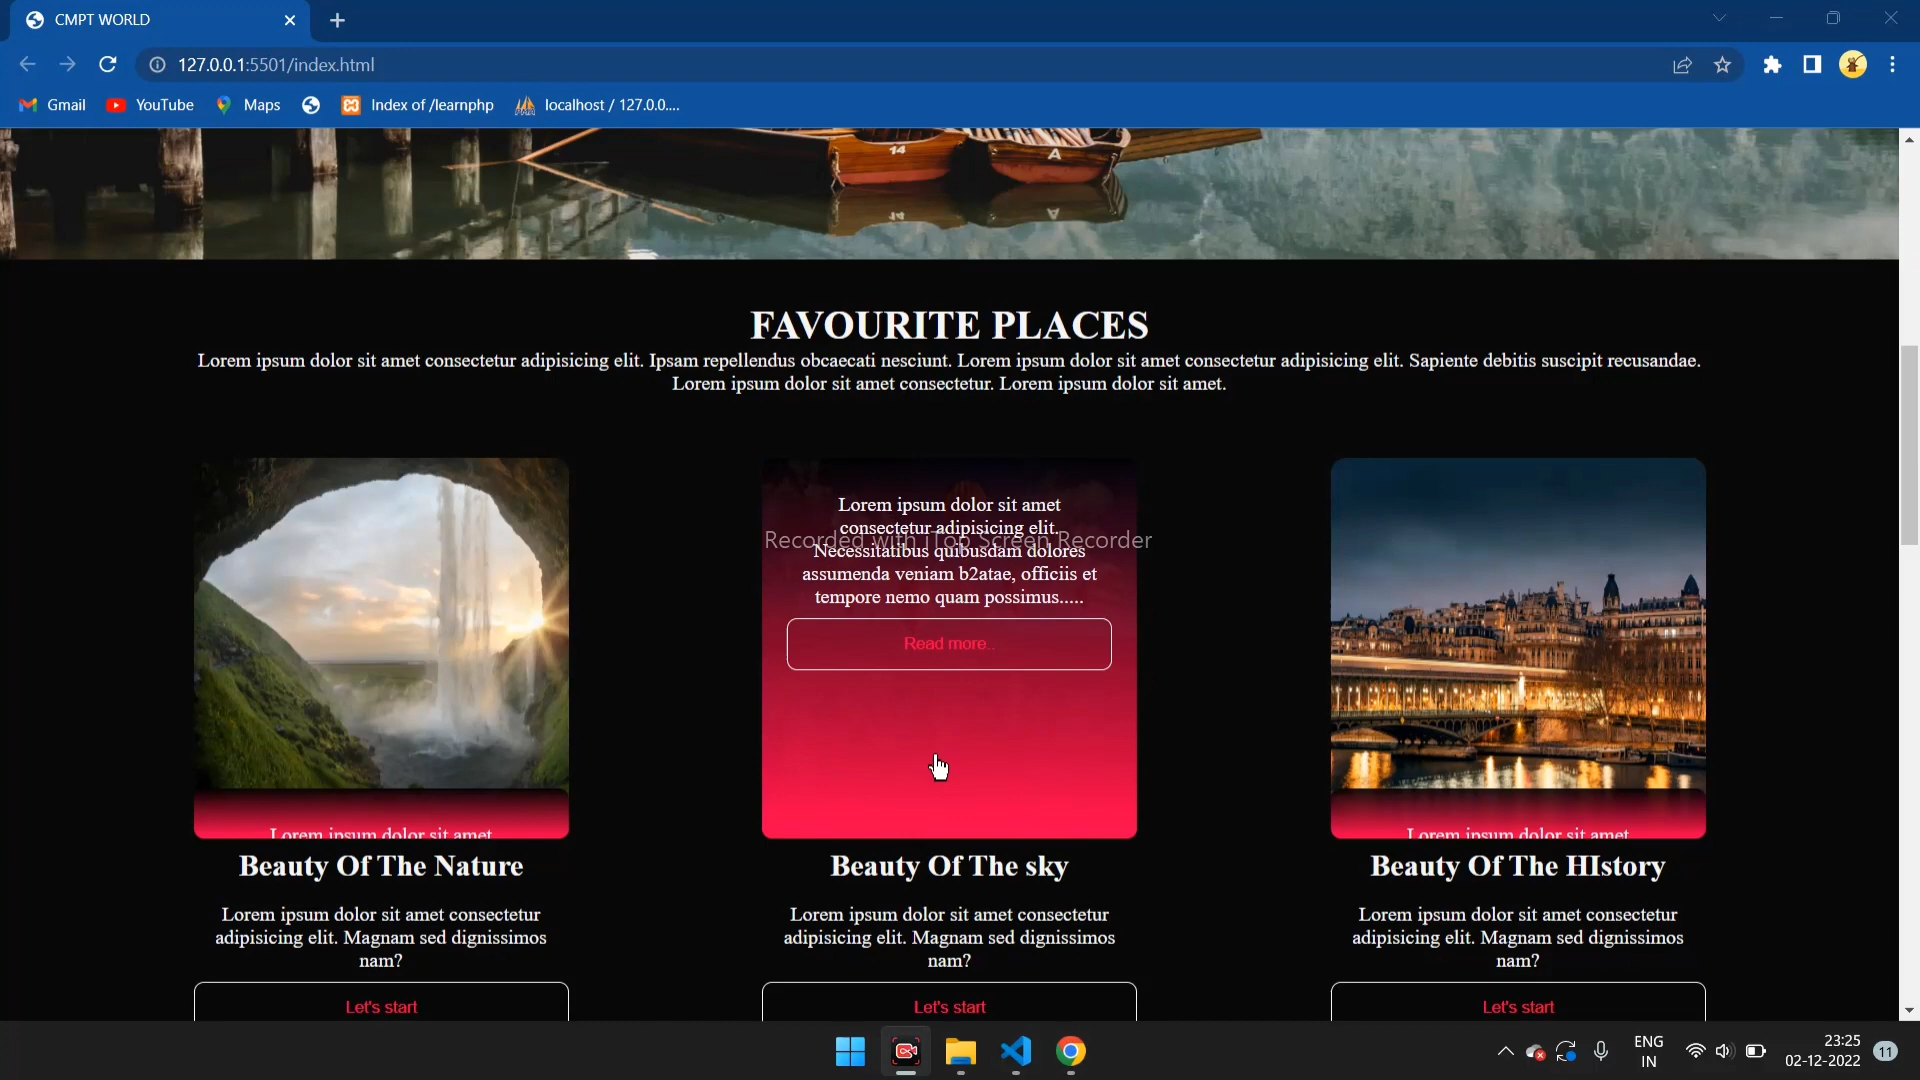 CMPT WORLD
127.0.0.1:5501/index.html
Gmail YouTube Maps Index of /learnphp localhost / 127.0.0....
14 A
FAVOURITE PLACES
Lorem ipsum dolor sit amet consectetur adipisicing elit. Ipsam repellendus obcaecati nesciunt. Lorem ipsum dolor sit amet consectetur adipisicing elit. Sapiente debitis suscipit recusandae.
Lorem ipsum dolor sit amet consectetur. Lorem ipsum dolor sit amet.
Lorem ipsum dolor sit amet
consectetur adipisicing elit.
Recorded with iTop Screen Recorder
Necessitatibus quibusdam dolores
assumenda veniam b2atae, officiis et
tempore nemo quam possimus.....
Read more..
Lorem ipsum dolor sit amet
Lorem ipsum dolor sit amet
Beauty Of The Nature
Lorem ipsum dolor sit amet consectetur
adipisicing elit. Magnam sed dignissimos
nam?
Let's start
Beauty Of The sky
Lorem ipsum dolor sit amet consectetur
adipisicing elit. Magnam sed dignissimos
nam?
Let's start
Beauty Of The HIstory
Lorem ipsum dolor sit amet consectetur
adipisicing elit. Magnam sed dignissimos
nam?
Let's start
ENG
IN
23:25
02-12-2022
11